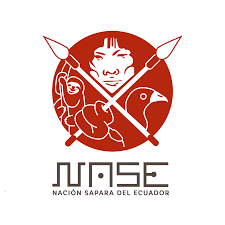 NASE
NACIÓN SAPARA DEL ECUADOR